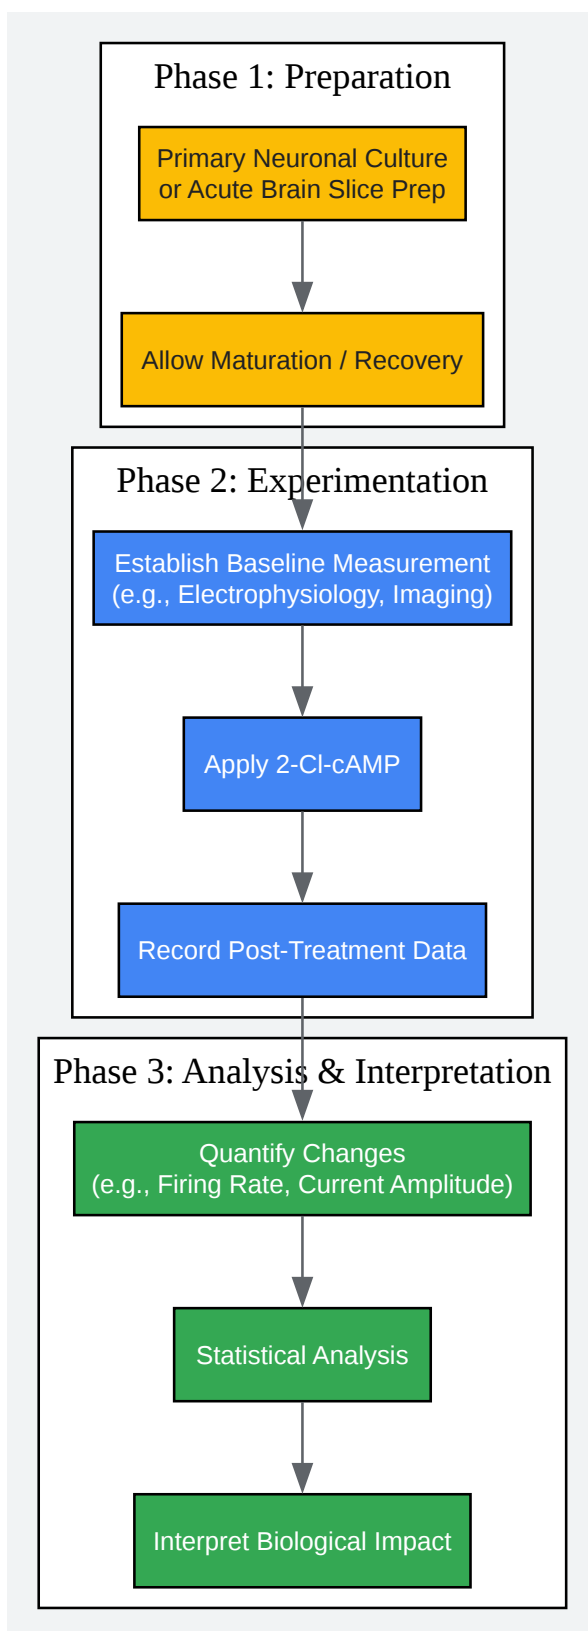 Phase 1: Preparation
Primary Neuronal Culture
or Acute Brain Slice Prep
Allow Maturation / Recovery
Phase 2: Experimentation
Establish Baseline Measurement
(e.g., Electrophysiology, Imaging)
Apply 2-Cl-cAMP
Record Post-Treatment Data
Phase 3: Analysis & Interpretation
Quantify Changes
(e.g., Firing Rate, Current Amplitude)
Statistical Analysis
Interpret Biological Impact